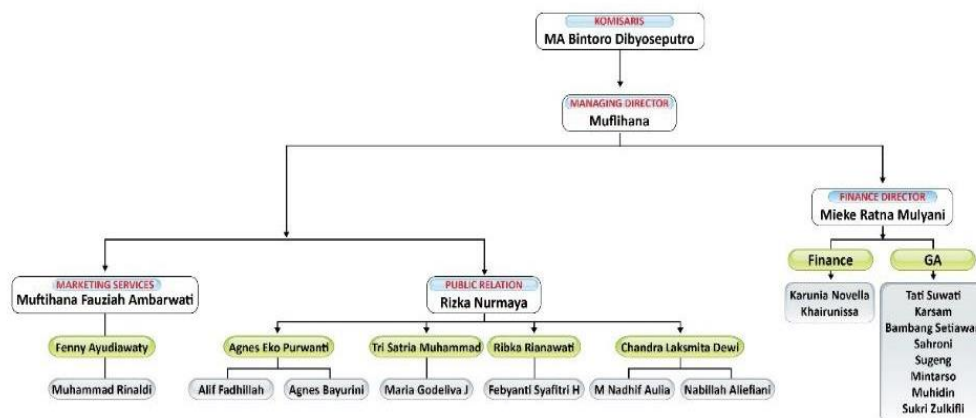 KOMISARIS
MA Bintoro Dibyoseputro
MANAGING DIRECTOR
Muflihana
FINANCE DIRECTOR
Mieke Ratna Mulyani
Finance
GA
Karunia Novella
Khairunissa
Tati Suwati
Karsam
Bambang Setiawan
Sahroni
Sugeng
Mintarso
Muhidin
Sukri Zulkifli
MARKETING SERVICES
Muftihana Fauziah Ambarwati
Fenny Ayudiawaty
Muhammad Rinaldi
PUBLIC RELATION
Rizka Nurmaya
Agnes Eko Purwanti
Tri Satria Muhammad
Ribka Rianawati
Chandra Laksmita Dewi
Alif Fadhillah
Agnes Bayurini
Maria Godeliva J
Febyanti Syafitri H
M Nadhif Aulia
Nabillah Aliefiani